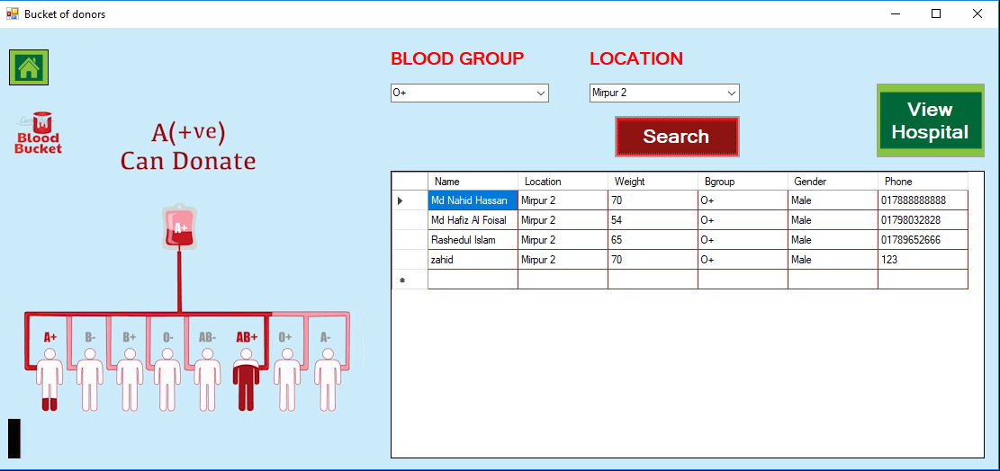 Bucket of donors
Blood
Bucket
A(+ve)
Can Donate
A+
A+ B- B+ O- AB- AB+ O+ A-
BLOOD GROUP LOCATION
O+ Mirpur 2
Search
View
Hospital
Name Location Weight Bgroup Gender Phone
Md Nahid Hassan Mirpur 2 70 O+ Male 017888888888
Md Hafiz Al Foisal Mirpur 2 54 O+ Male 01798032828
Rashedul Islam Mirpur 2 65 O+ Male 01789652666
zahid Mirpur 2 70 O+ Male 123